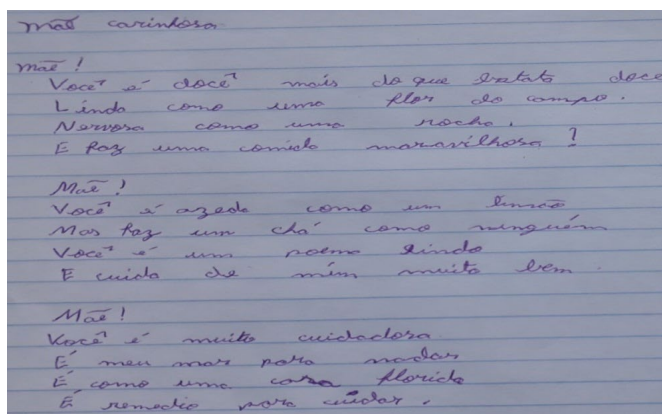 Mãe carinhosa
Mãe!
Você é docê mais do que batata doce
Linda como uma flor do campo.
Nervosa como uma rocha.
E faz uma comida maravilhosa!
Mãe!
Você é azeda como um limão
Mas faz um chá como ninguém
Você é um poema lindo
E cuida de mim muito bem.
Mãe!
Você é muito cuidadosa
É meu mar para nadar
É como uma casa florida
É remedio para cuidar.